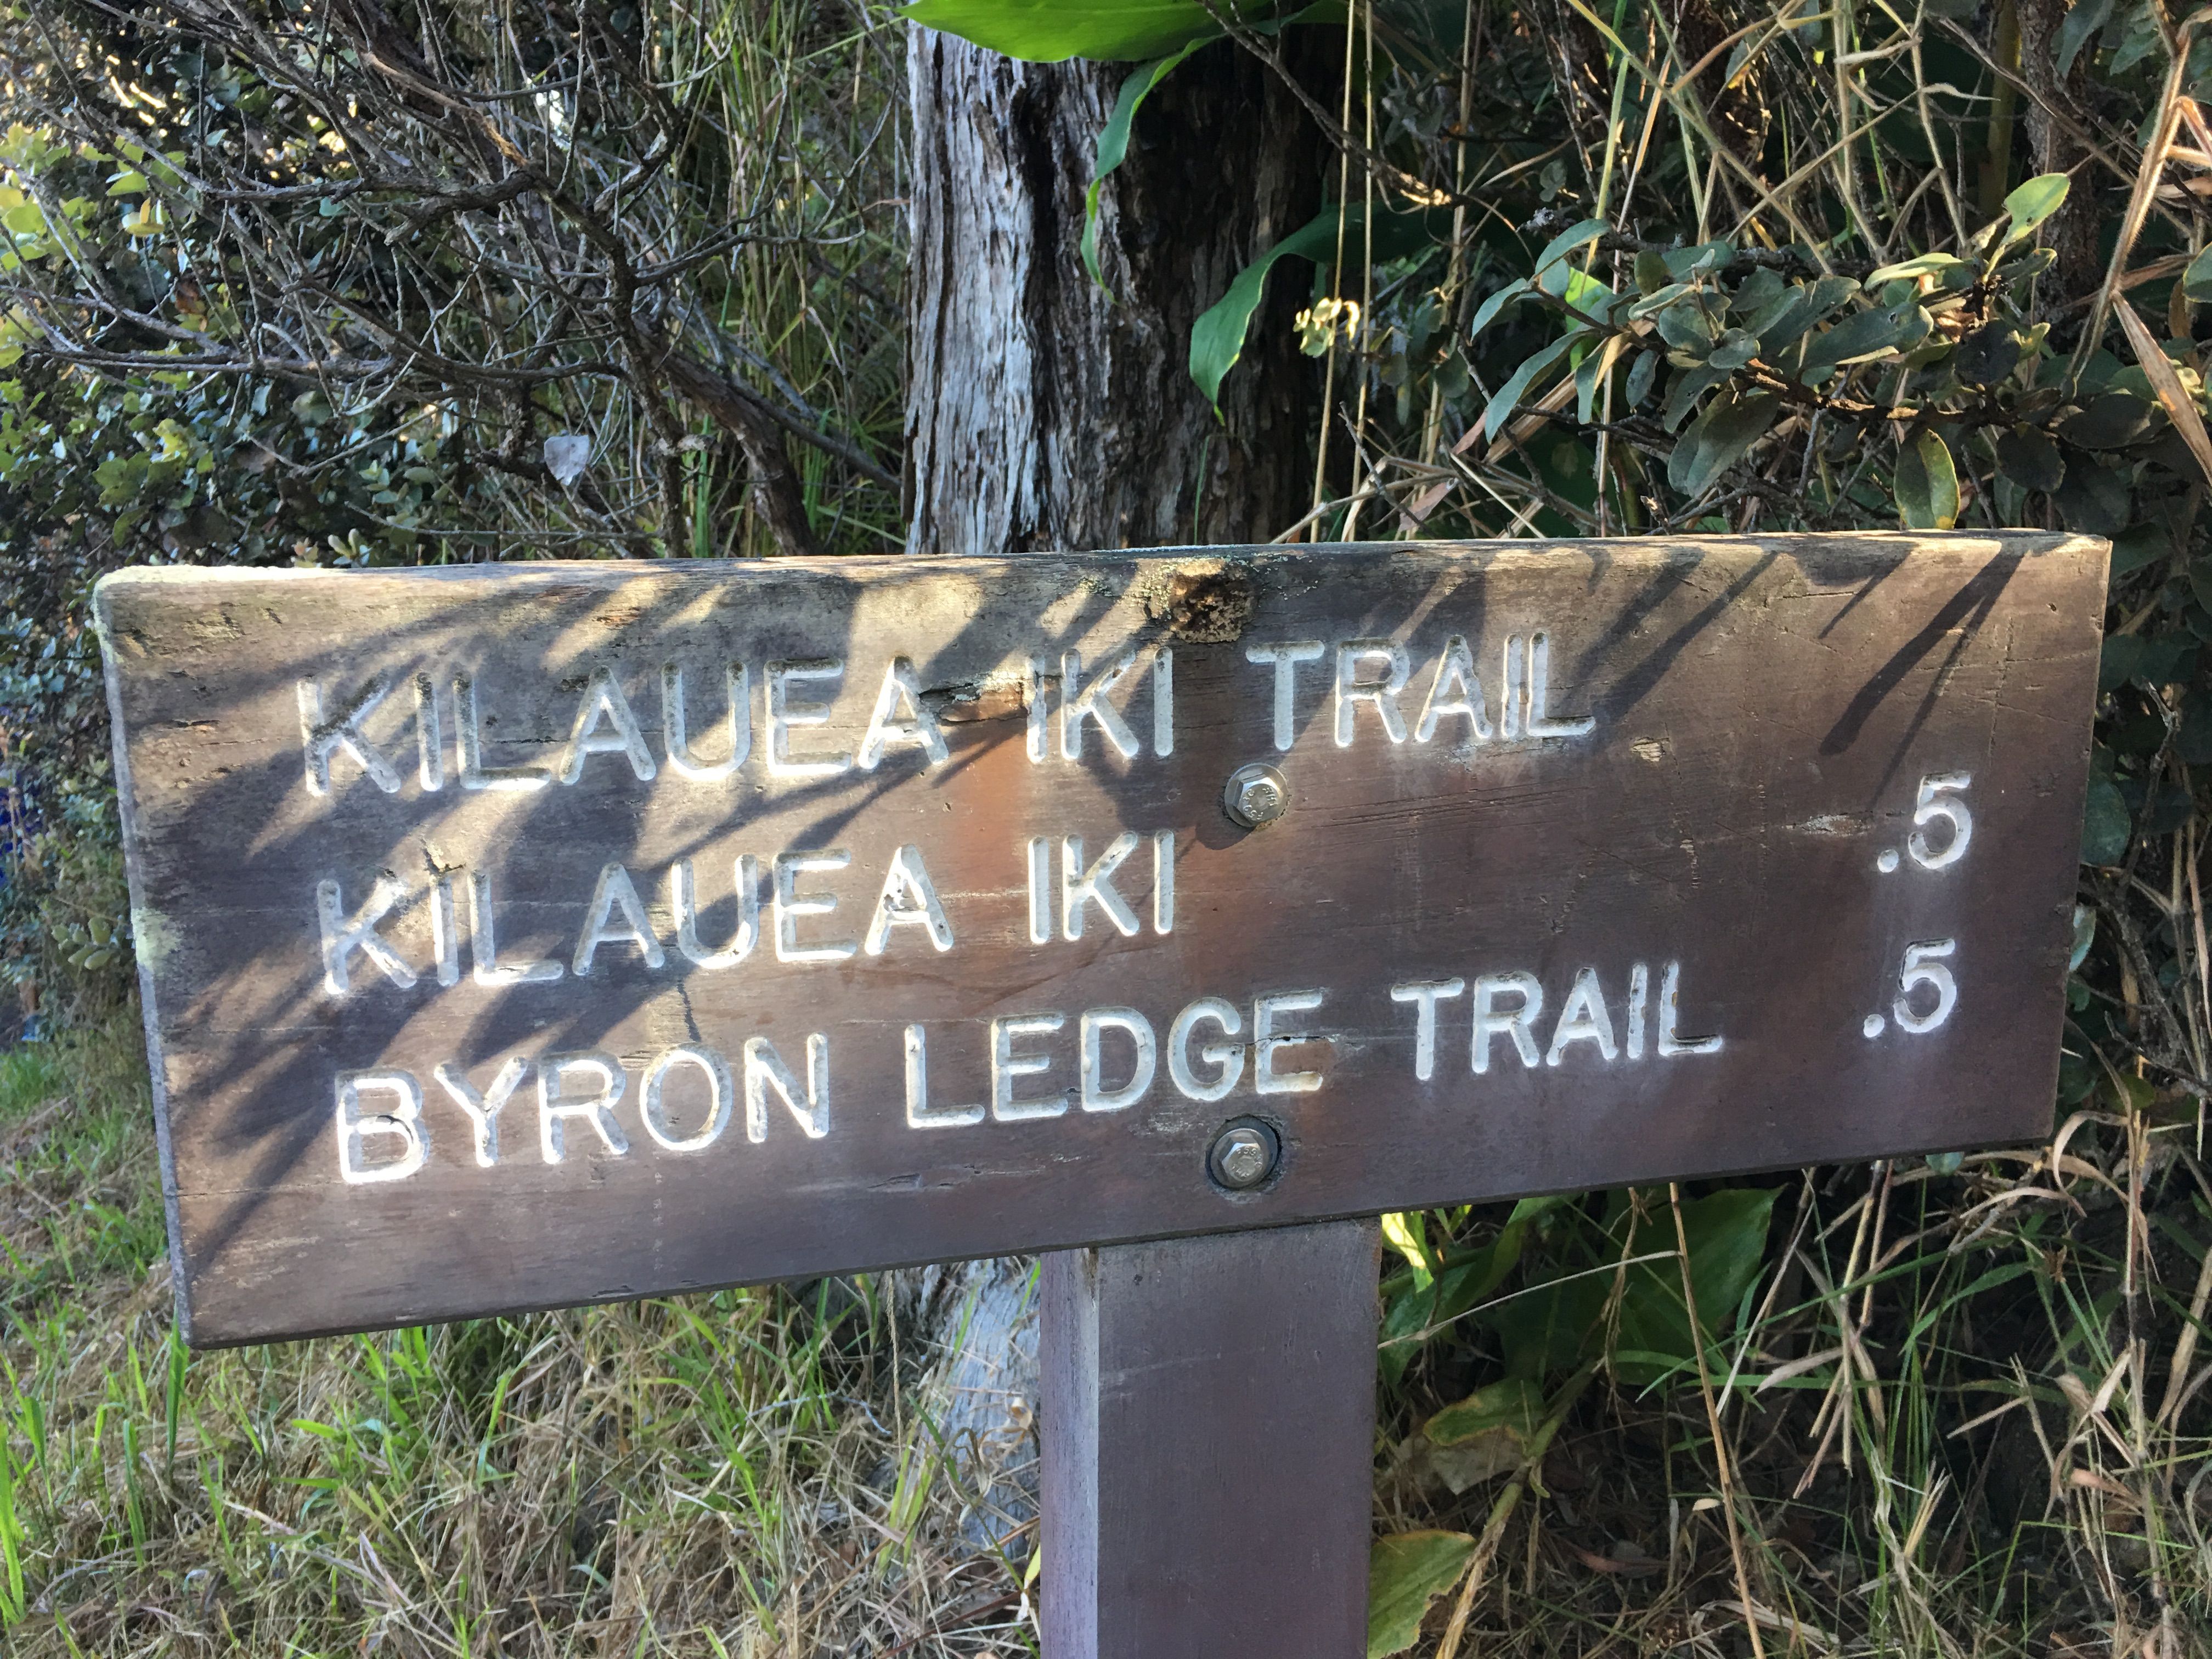 KILAUEA IKI TRAIL
KILAUEA IKI .5
BYRON LEDGE TRAIL .5